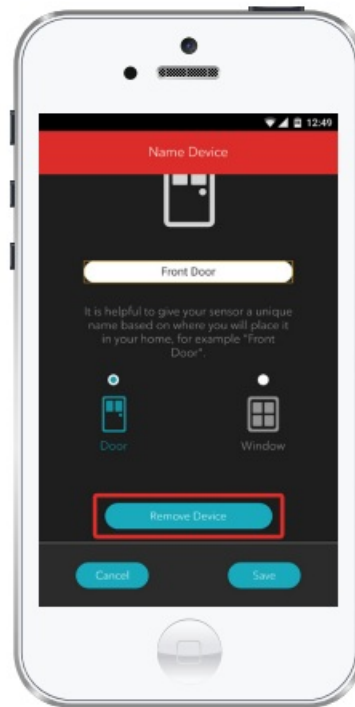 12:49
Name Device
Front Door
It is helpful to give your sensor a unique
name based on where you will place it
in your home, for example "Front
Door".
Door
Window
Remove Device
Cancel
Save